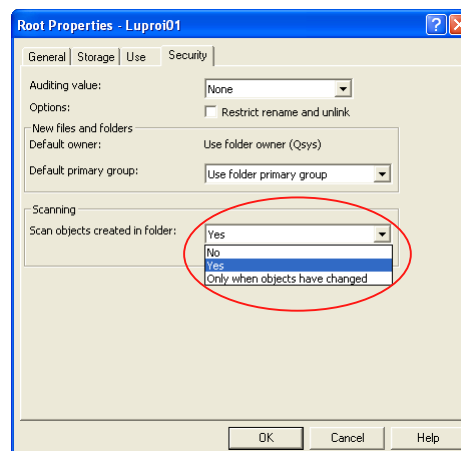 Root Properties - Luproi01
General Storage Use Security
Auditing value: None
Options: Restrict rename and unlink
New files and folders
Default owner: Use folder owner (Qsys)
Default primary group: Use folder primary group
Scanning
Scan objects created in folder: Yes
No
Yes
Only when objects have changed
OK Cancel Help